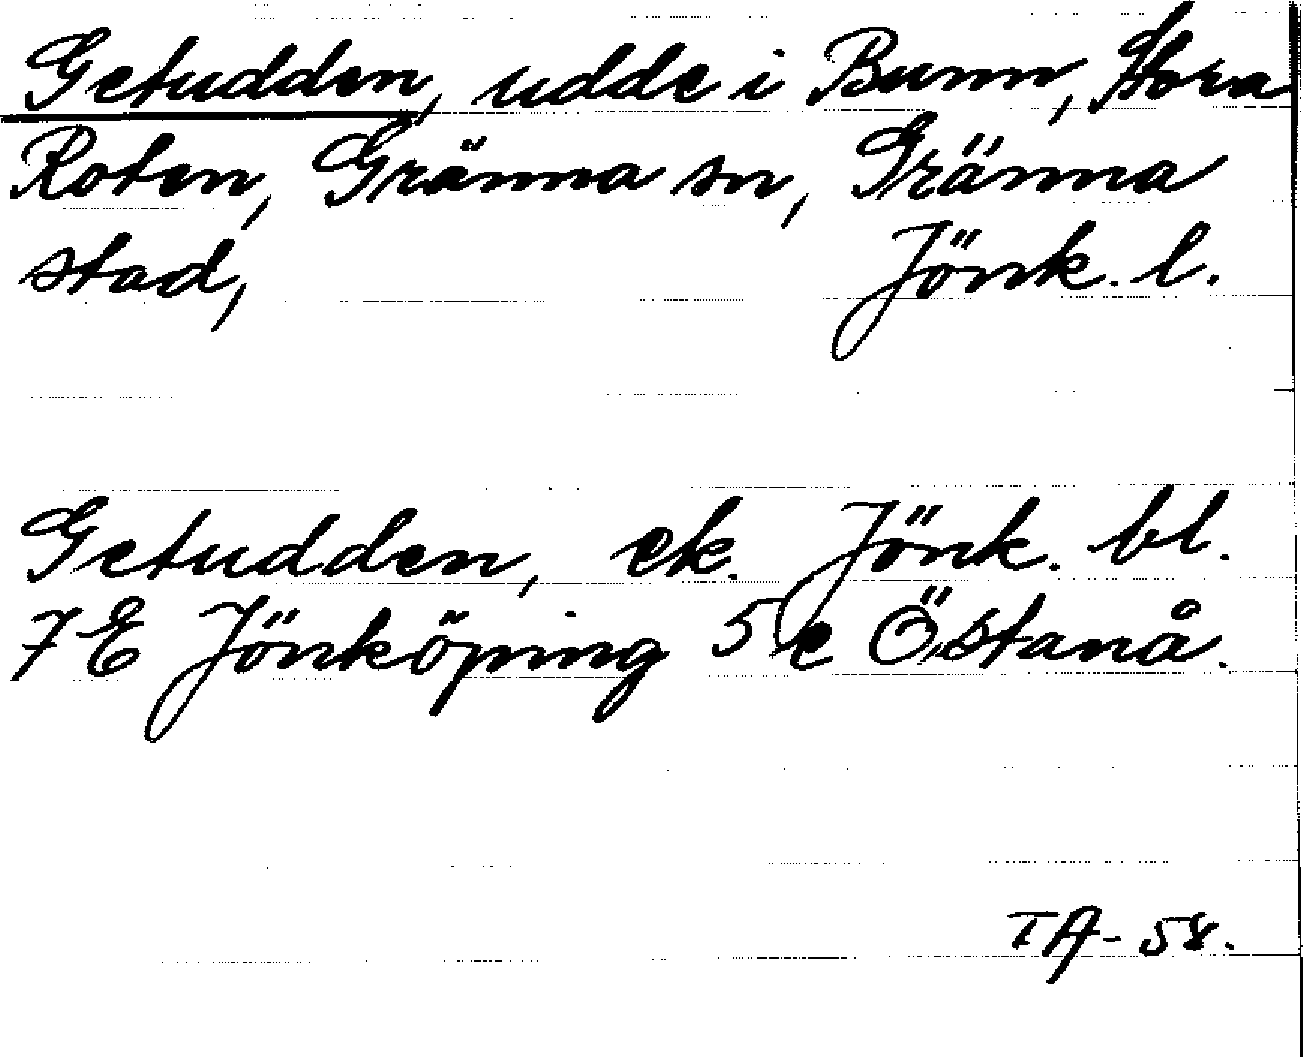 Getudden, udde i Bunn, Stora
Roten, Gränna sn, Gränna
stad, Jönk. l.
Getudden, ek. Jönk. bl.
7E Jönköping 5e Östanå.
TA-58.